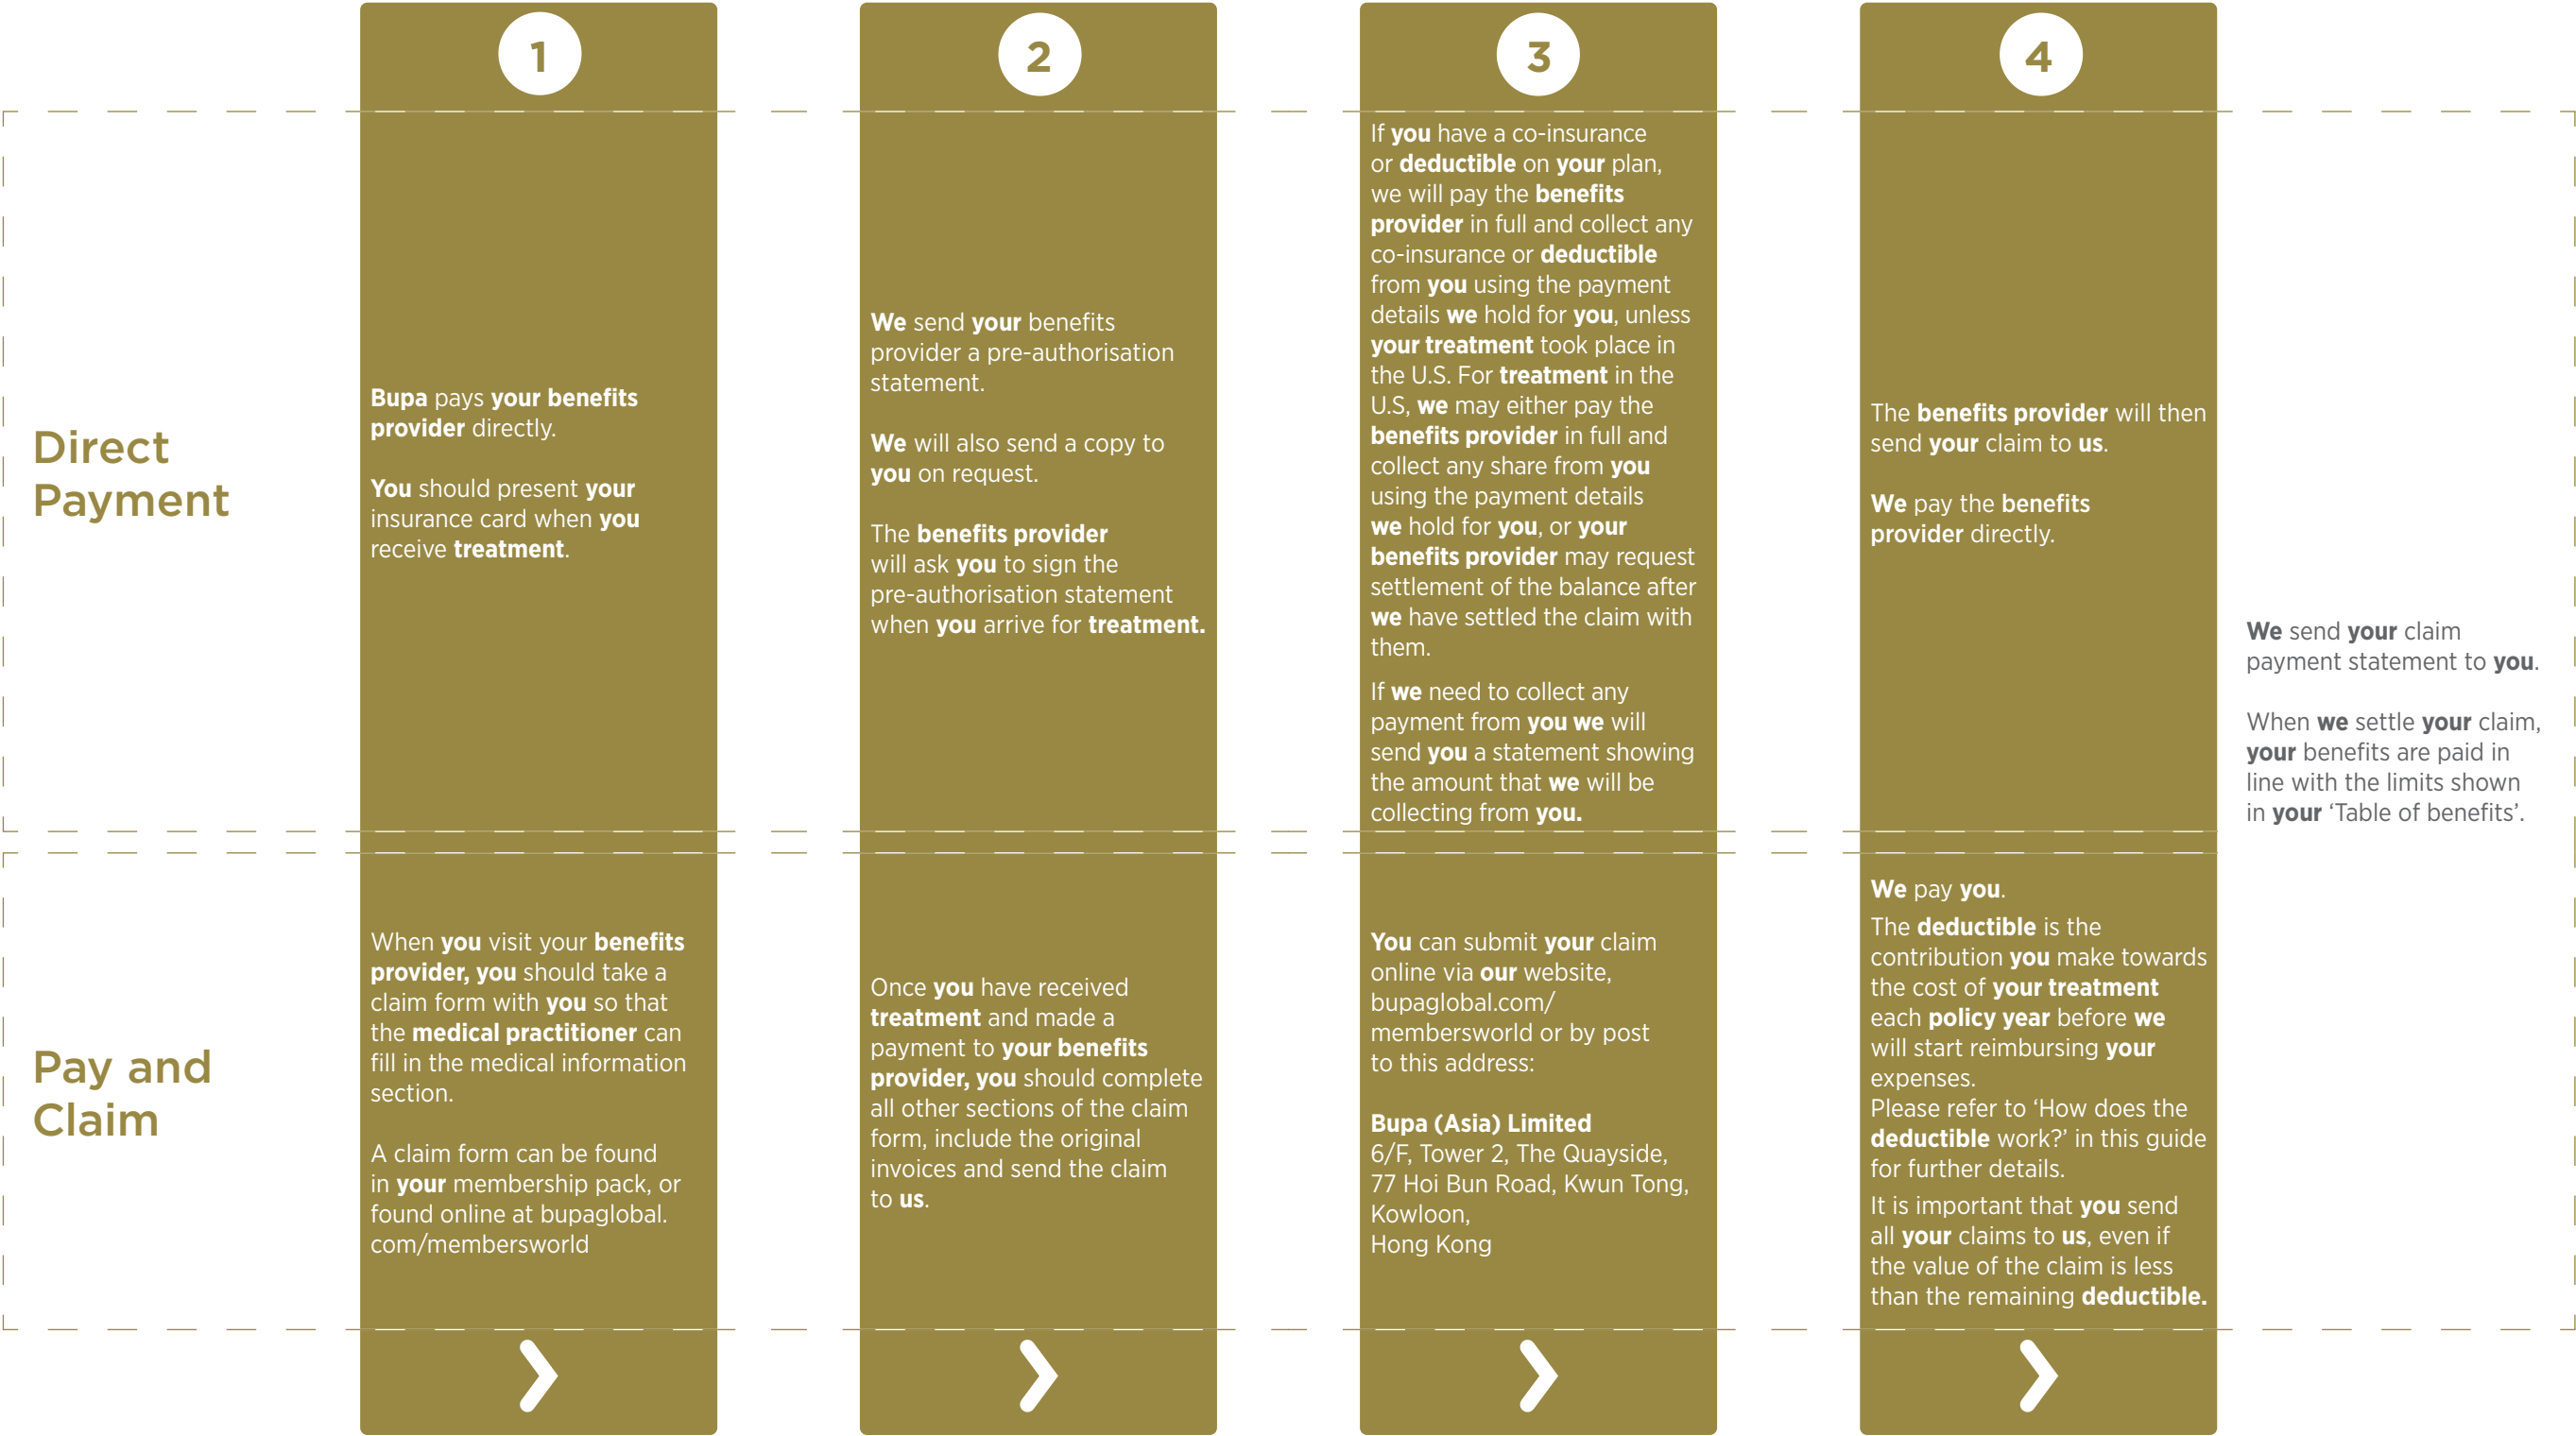 1
2
3
4
Direct
Payment
Bupa pays your benefits
provider directly.
You should present your
insurance card when you
receive treatment.
We send your benefits
provider a pre-authorisation
statement.
We will also send a copy to
you on request.
The benefits provider
will ask you to sign the
pre-authorisation statement
when you arrive for treatment.
If you have a co-insurance
or deductible on your plan,
we will pay the benefits
provider in full and collect any
co-insurance or deductible
from you using the payment
details we hold for you, unless
your treatment took place in
the U.S. For treatment in the
U.S, we may either pay the
benefits provider in full and
collect any share from you
using the payment details
we hold for you, or your
benefits provider may request
settlement of the balance after
we have settled the claim with
them.
If we need to collect any
payment from you we will
send you a statement showing
the amount that we will be
collecting from you.
The benefits provider will then
send your claim to us.
We pay the benefits
provider directly.
Pay and
Claim
When you visit your benefits
provider, you should take a
claim form with you so that
the medical practitioner can
fill in the medical information
section.
A claim form can be found
in your membership pack, or
found online at bupaglobal.
com/membersworld
Once you have received
treatment and made a
payment to your benefits
provider, you should complete
all other sections of the claim
form, include the original
invoices and send the claim
to us.
You can submit your claim
online via our website,
bupaglobal.com/
membersworld or by post
to this address:
Bupa (Asia) Limited
6/F, Tower 2, The Quayside,
77 Hoi Bun Road, Kwun Tong,
Kowloon,
Hong Kong
We pay you.
The deductible is the
contribution you make towards
the cost of your treatment
each policy year before we
will start reimbursing your
expenses.
Please refer to ‘How does the
deductible work?’ in this guide
for further details.
It is important that you send
all your claims to us, even if
the value of the claim is less
than the remaining deductible.
We send your claim
payment statement to you.
When we settle your claim,
your benefits are paid in
line with the limits shown
in your ‘Table of benefits’.